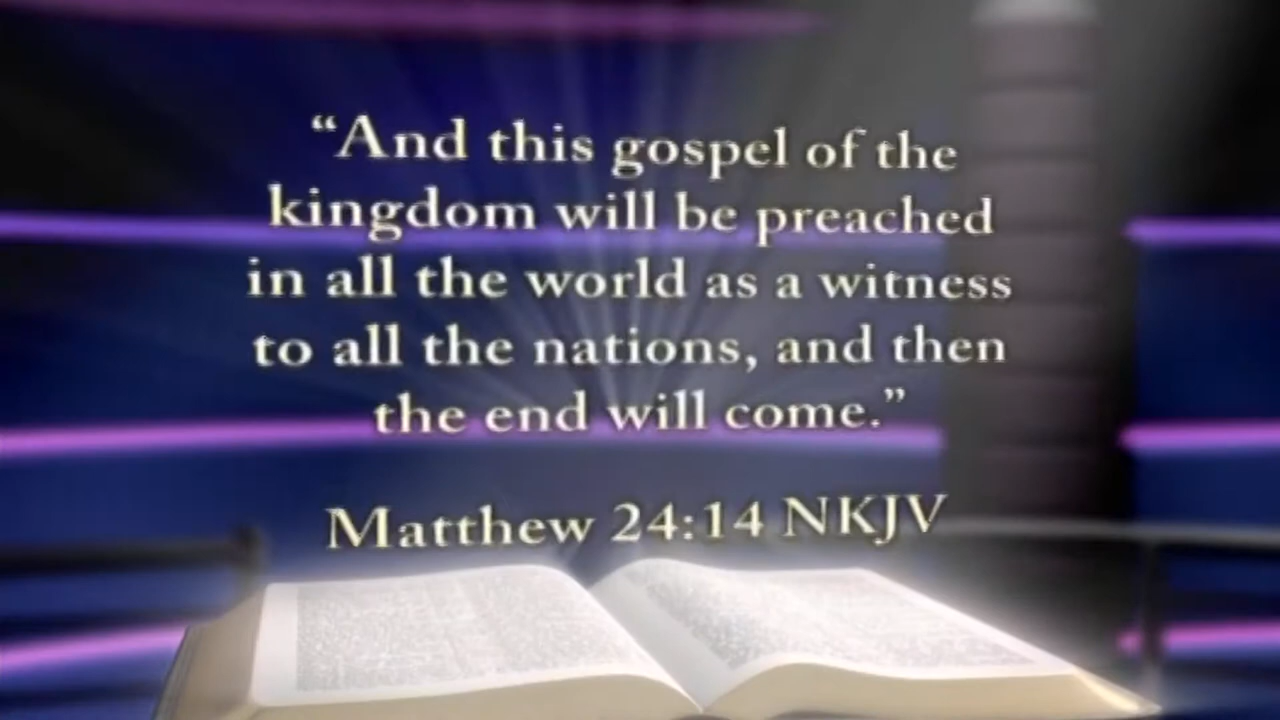 “And this gospel of the
kingdom will be preached
in all the world as a witness
to all the nations, and then
the end will come.”
Matthew 24:14 NKJV